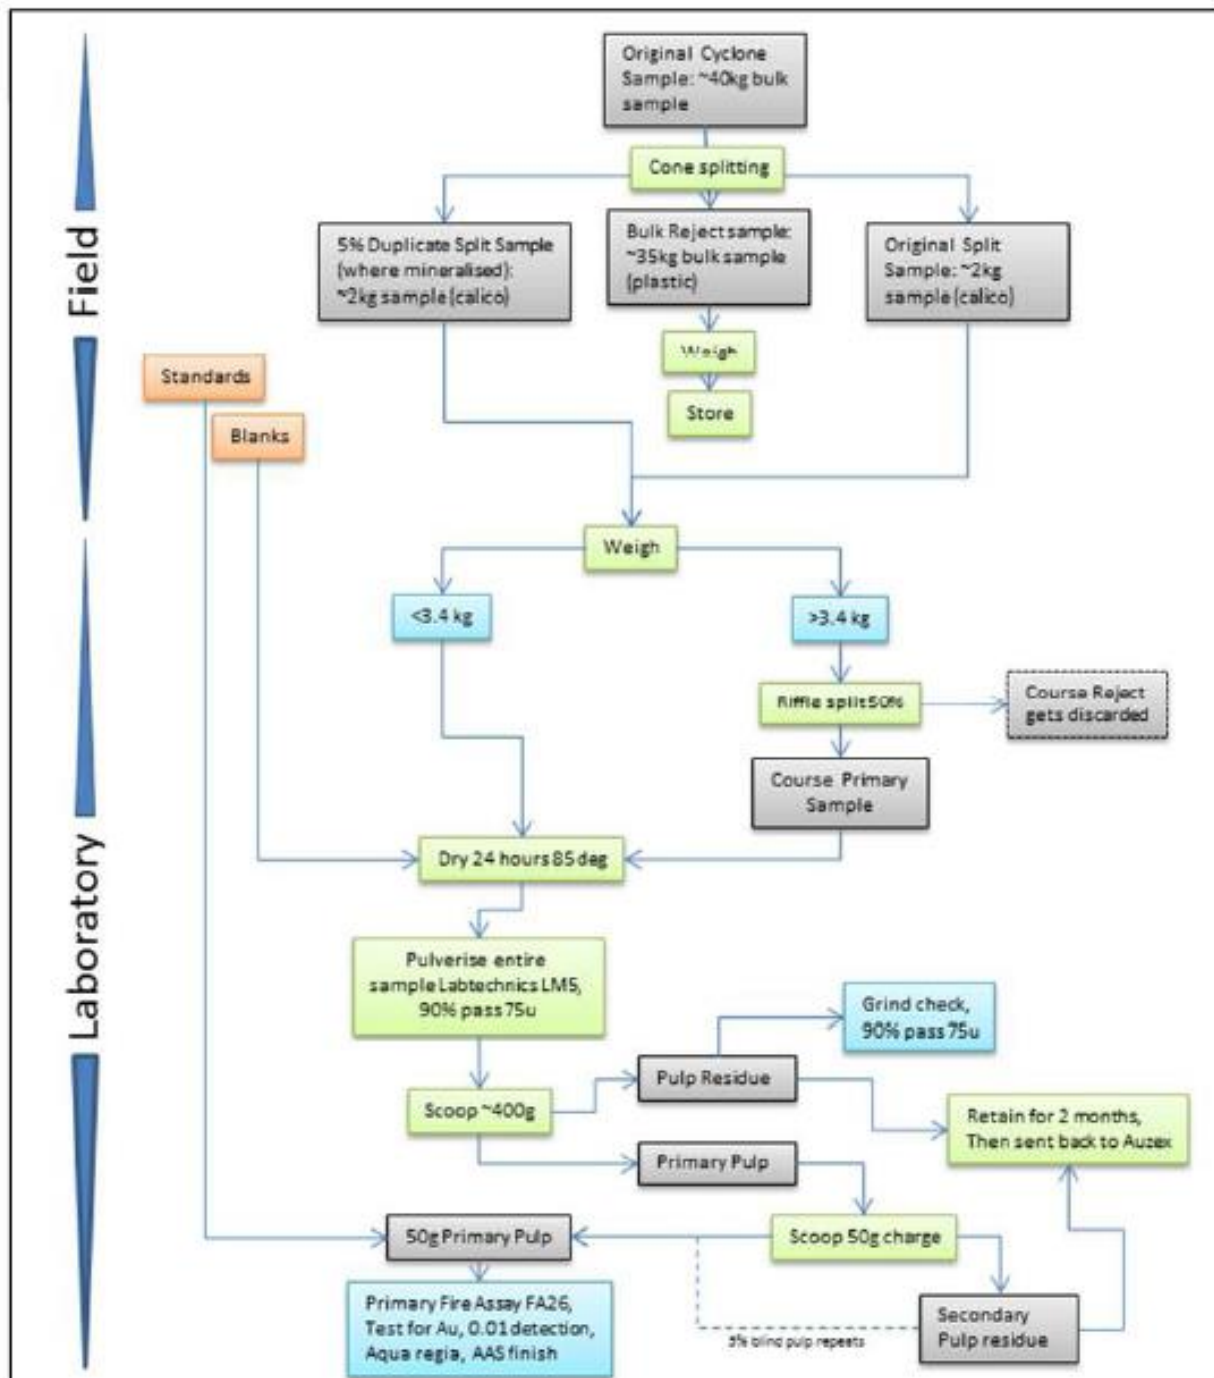 Original Cyclone
Sample: ~40kg bulk
sample
Cone splitting
5% Duplicate Split Sample
(where mineralised):
~2kg sample (calico)
Bulk Reject sample:
~35kg bulk sample
(plastic)
Original Split
Sample: ~2kg
sample (calico)
Field
Weigh
Store
Standards
Blanks
Weigh
<3.4 kg
>3.4 kg
Riffle split 50%
Course Reject
gets discarded
Course Primary
Sample
Laboratory
Dry 24 hours 85 deg
Pulverise entire
sample Labtechnics LM5,
90% pass 75u
Grind check,
90% pass 75u
Pulp Residue
Scoop ~400g
Retain for 2 months,
Then sent back to Auzex
Primary Pulp
50g Primary Pulp
Scoop 50g charge
Primary Fire Assay FA26,
Test for Au, 0.01 detection,
Aqua regia, AAS finish
5% blind pulp repeats
Secondary
Pulp residue